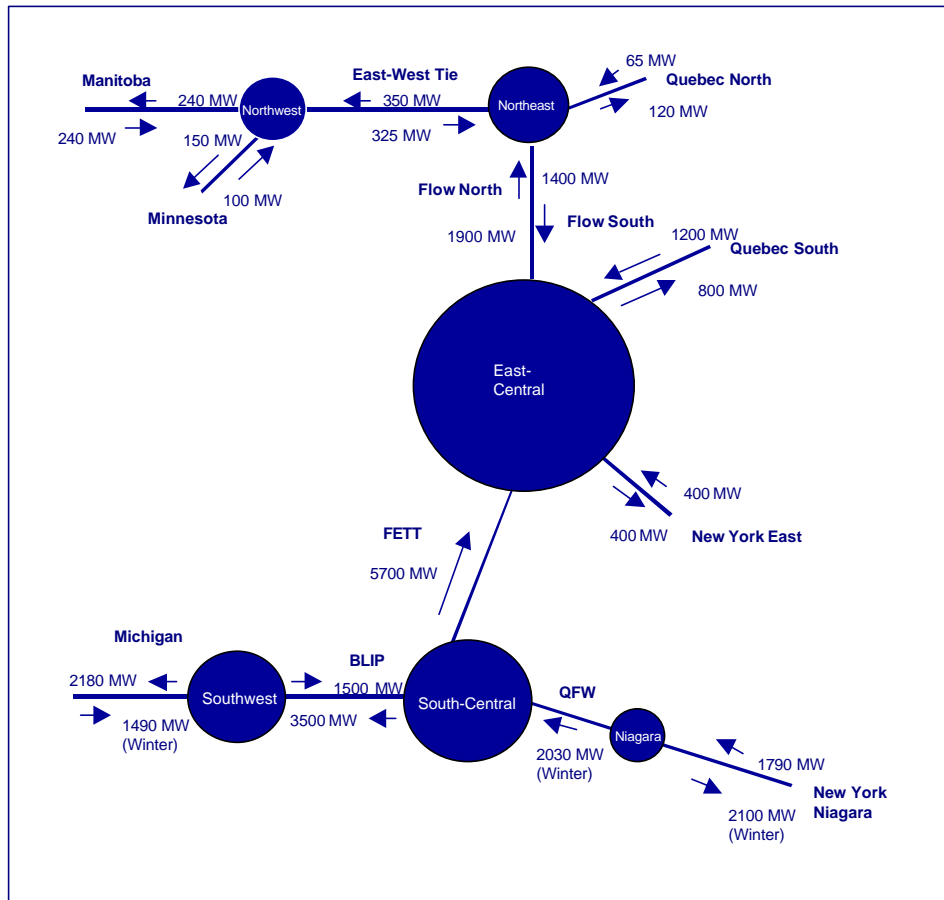 Manitoba
240 MW
240 MW
Northwest
150 MW
100 MW
Minnesota
East-West Tie
350 MW
325 MW
Northeast
65 MW
Quebec North
120 MW
Flow North
1400 MW
Flow South
1900 MW
1200 MW
Quebec South
800 MW
East-
Central
400 MW
400 MW
New York East
FETT
5700 MW
Michigan
2180 MW
1490 MW
(Winter)
Southwest
BLIP
1500 MW
3500 MW
South-Central
QFW
2030 MW
(Winter)
Niagara
1790 MW
New York
Niagara
2100 MW
(Winter)